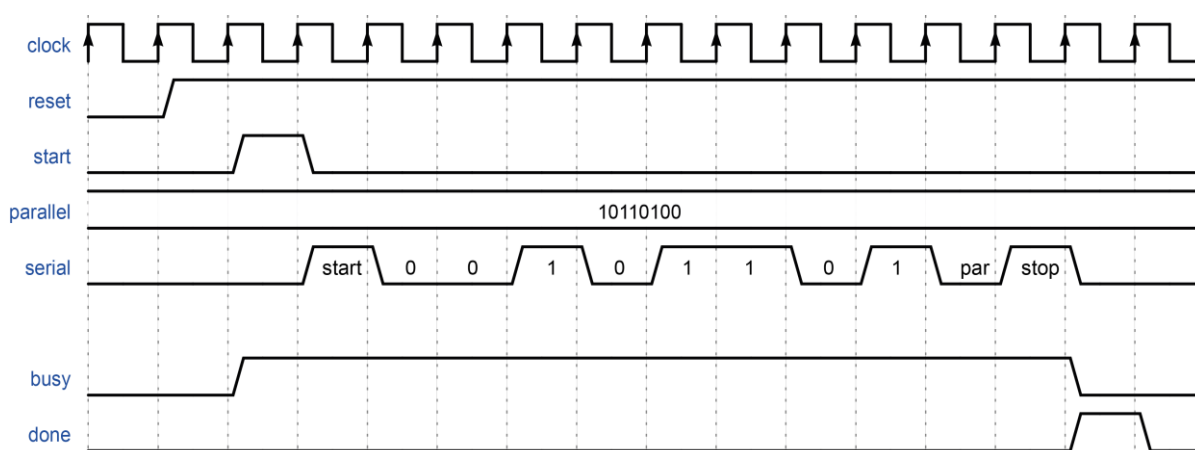 clock
reset
start
parallel 10110100
serial start 0 0 1 0 1 1 0 1 par stop
busy
done